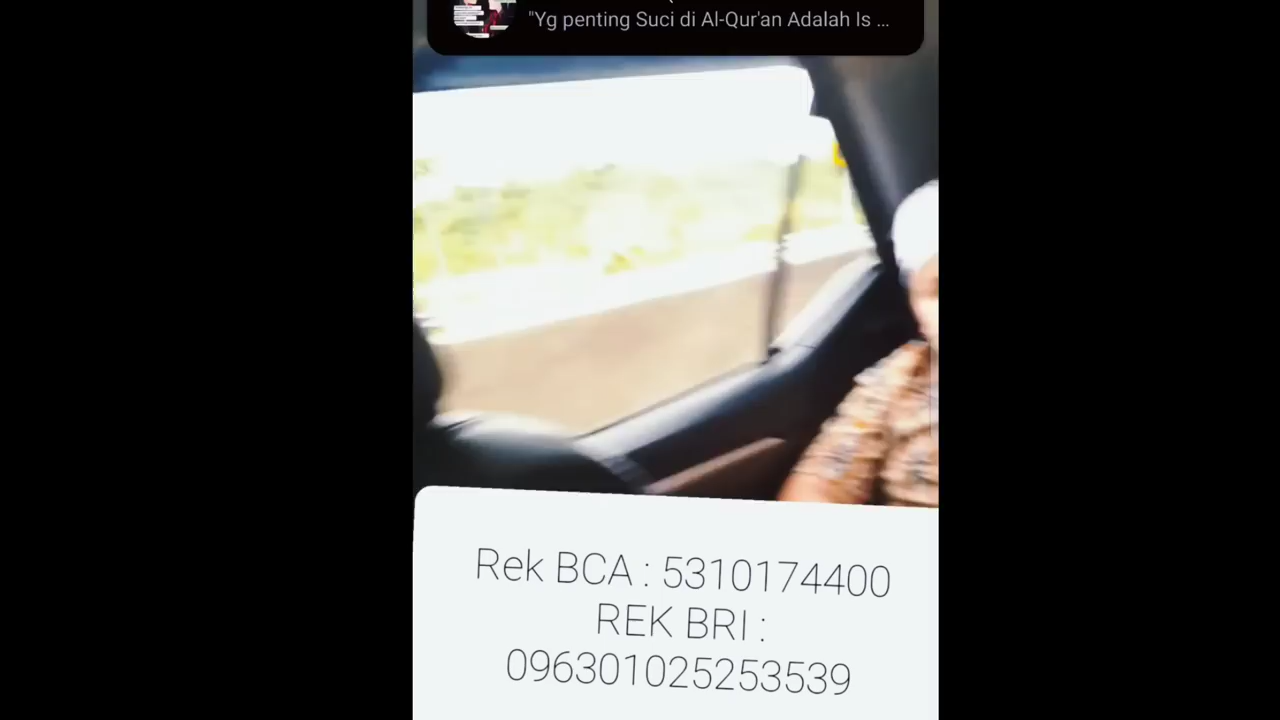 "Yg penting Suci di Al-Qur'an Adalah Is ...
Rek BCA : 5310174400
REK BRI :
096301025253539